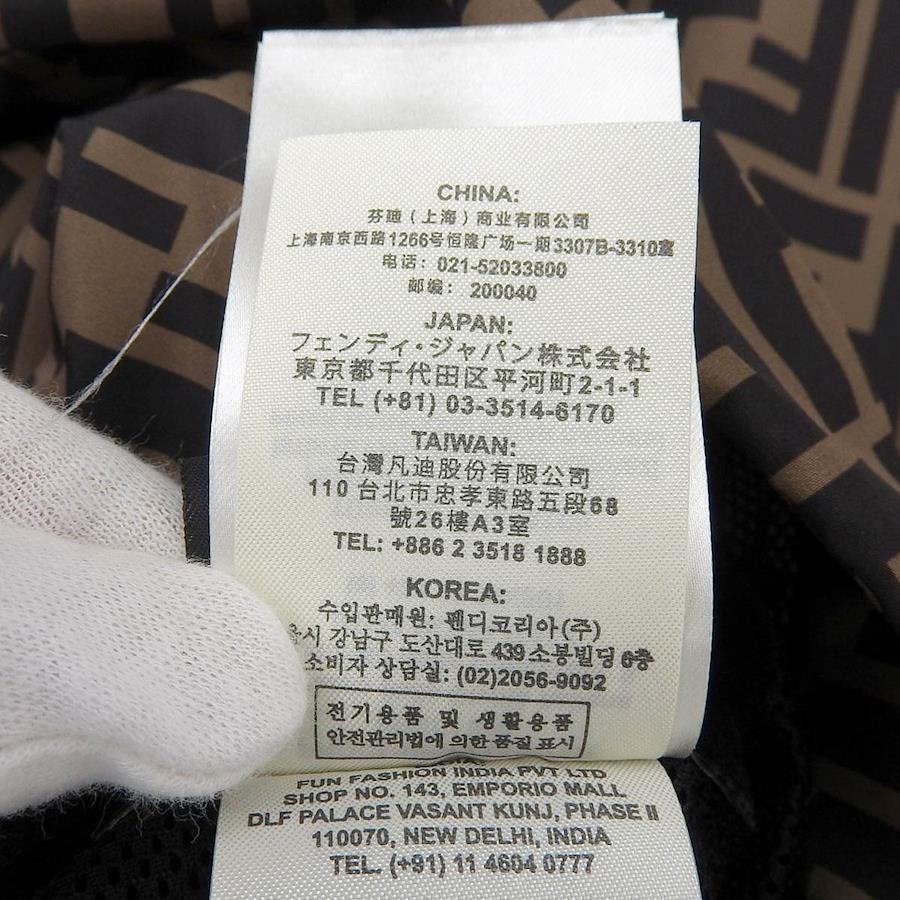 CHINA:
芬迪（上海）商业有限公司
上海南京西路1266号恒隆广场一期3307B-3310室
电话： 021-52033800
邮编： 200040
JAPAN:
フェンディ・ジャパン株式会社
東京都千代田区平河町2-1-1
TEL (+81) 03-3514-6170
TAIWAN:
台灣凡迪股份有限公司
110 台北市忠孝東路五段68
號26樓A3室
TEL: +886 2 3518 1888
KOREA:
수입판매원: 펜디코리아(주)
시 강남구 도산대로 439 소봉빌딩 6층
소비자 상담실: (02)2056-9092
전기용품 및 생활용품
안전관리법에 의한 품질 표시
FUN FASHION INDIA PVT LTD
SHOP NO. 143, EMPORIO MALL
DLF PALACE VASANT KUNJ, PHASE II
110070, NEW DELHI, INDIA
TEL. (+91) 11 4604 0777